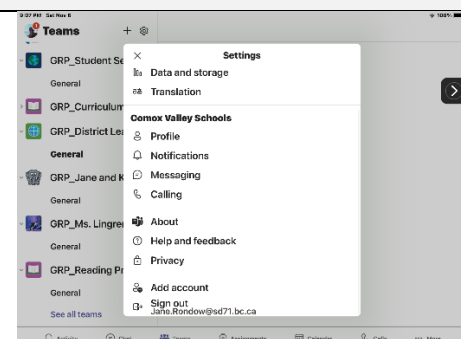 9:07 PM Sat Nov 8
100%
Teams
Settings
GRP_Student Se
General
GRP_Curriculum
GRP_District Lea
General
GRP_Jane and K
General
GRP_Ms. Lingre
General
GRP_Reading Pr
General
See all teams
Data and storage
Translation
Comox Valley Schools
Profile
Notifications
Messaging
Calling
About
Help and feedback
Privacy
Add account
Sign out
Jane.Rondow@sd71.bc.ca
Activity Chat Teams Assignments Calendar Calls More